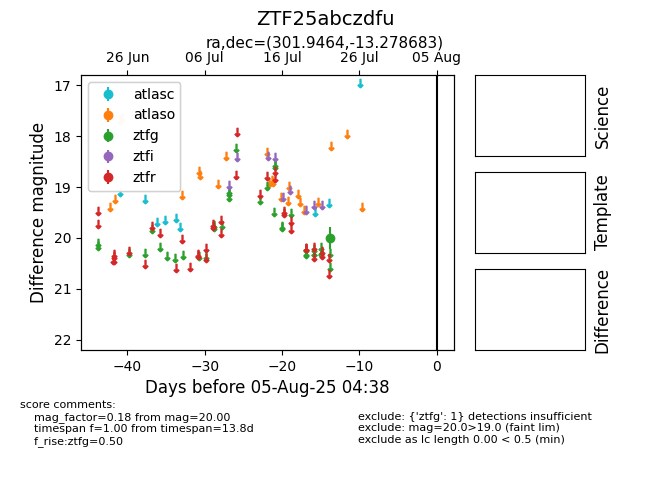 ZTF25abczdfu
ra,dec=(301.9464,-13.278683)
26 Jun 06 Jul 16 Jul 26 Jul 05 Aug
17
18
19
20
21
22
Difference magnitude
atlasc
atlaso
ztfg
ztfi
ztfr
−40 −30 −20 −10 0
Days before 05-Aug-25 04:38
Science
Template
Difference
score comments:
mag_factor=0.18 from mag=20.00
timespan f=1.00 from timespan=13.8d
f_rise:ztfg=0.50
exclude: {'ztfg': 1} detections insufficient
exclude: mag=20.0>19.0 (faint lim)
exclude as lc length 0.00 < 0.5 (min)